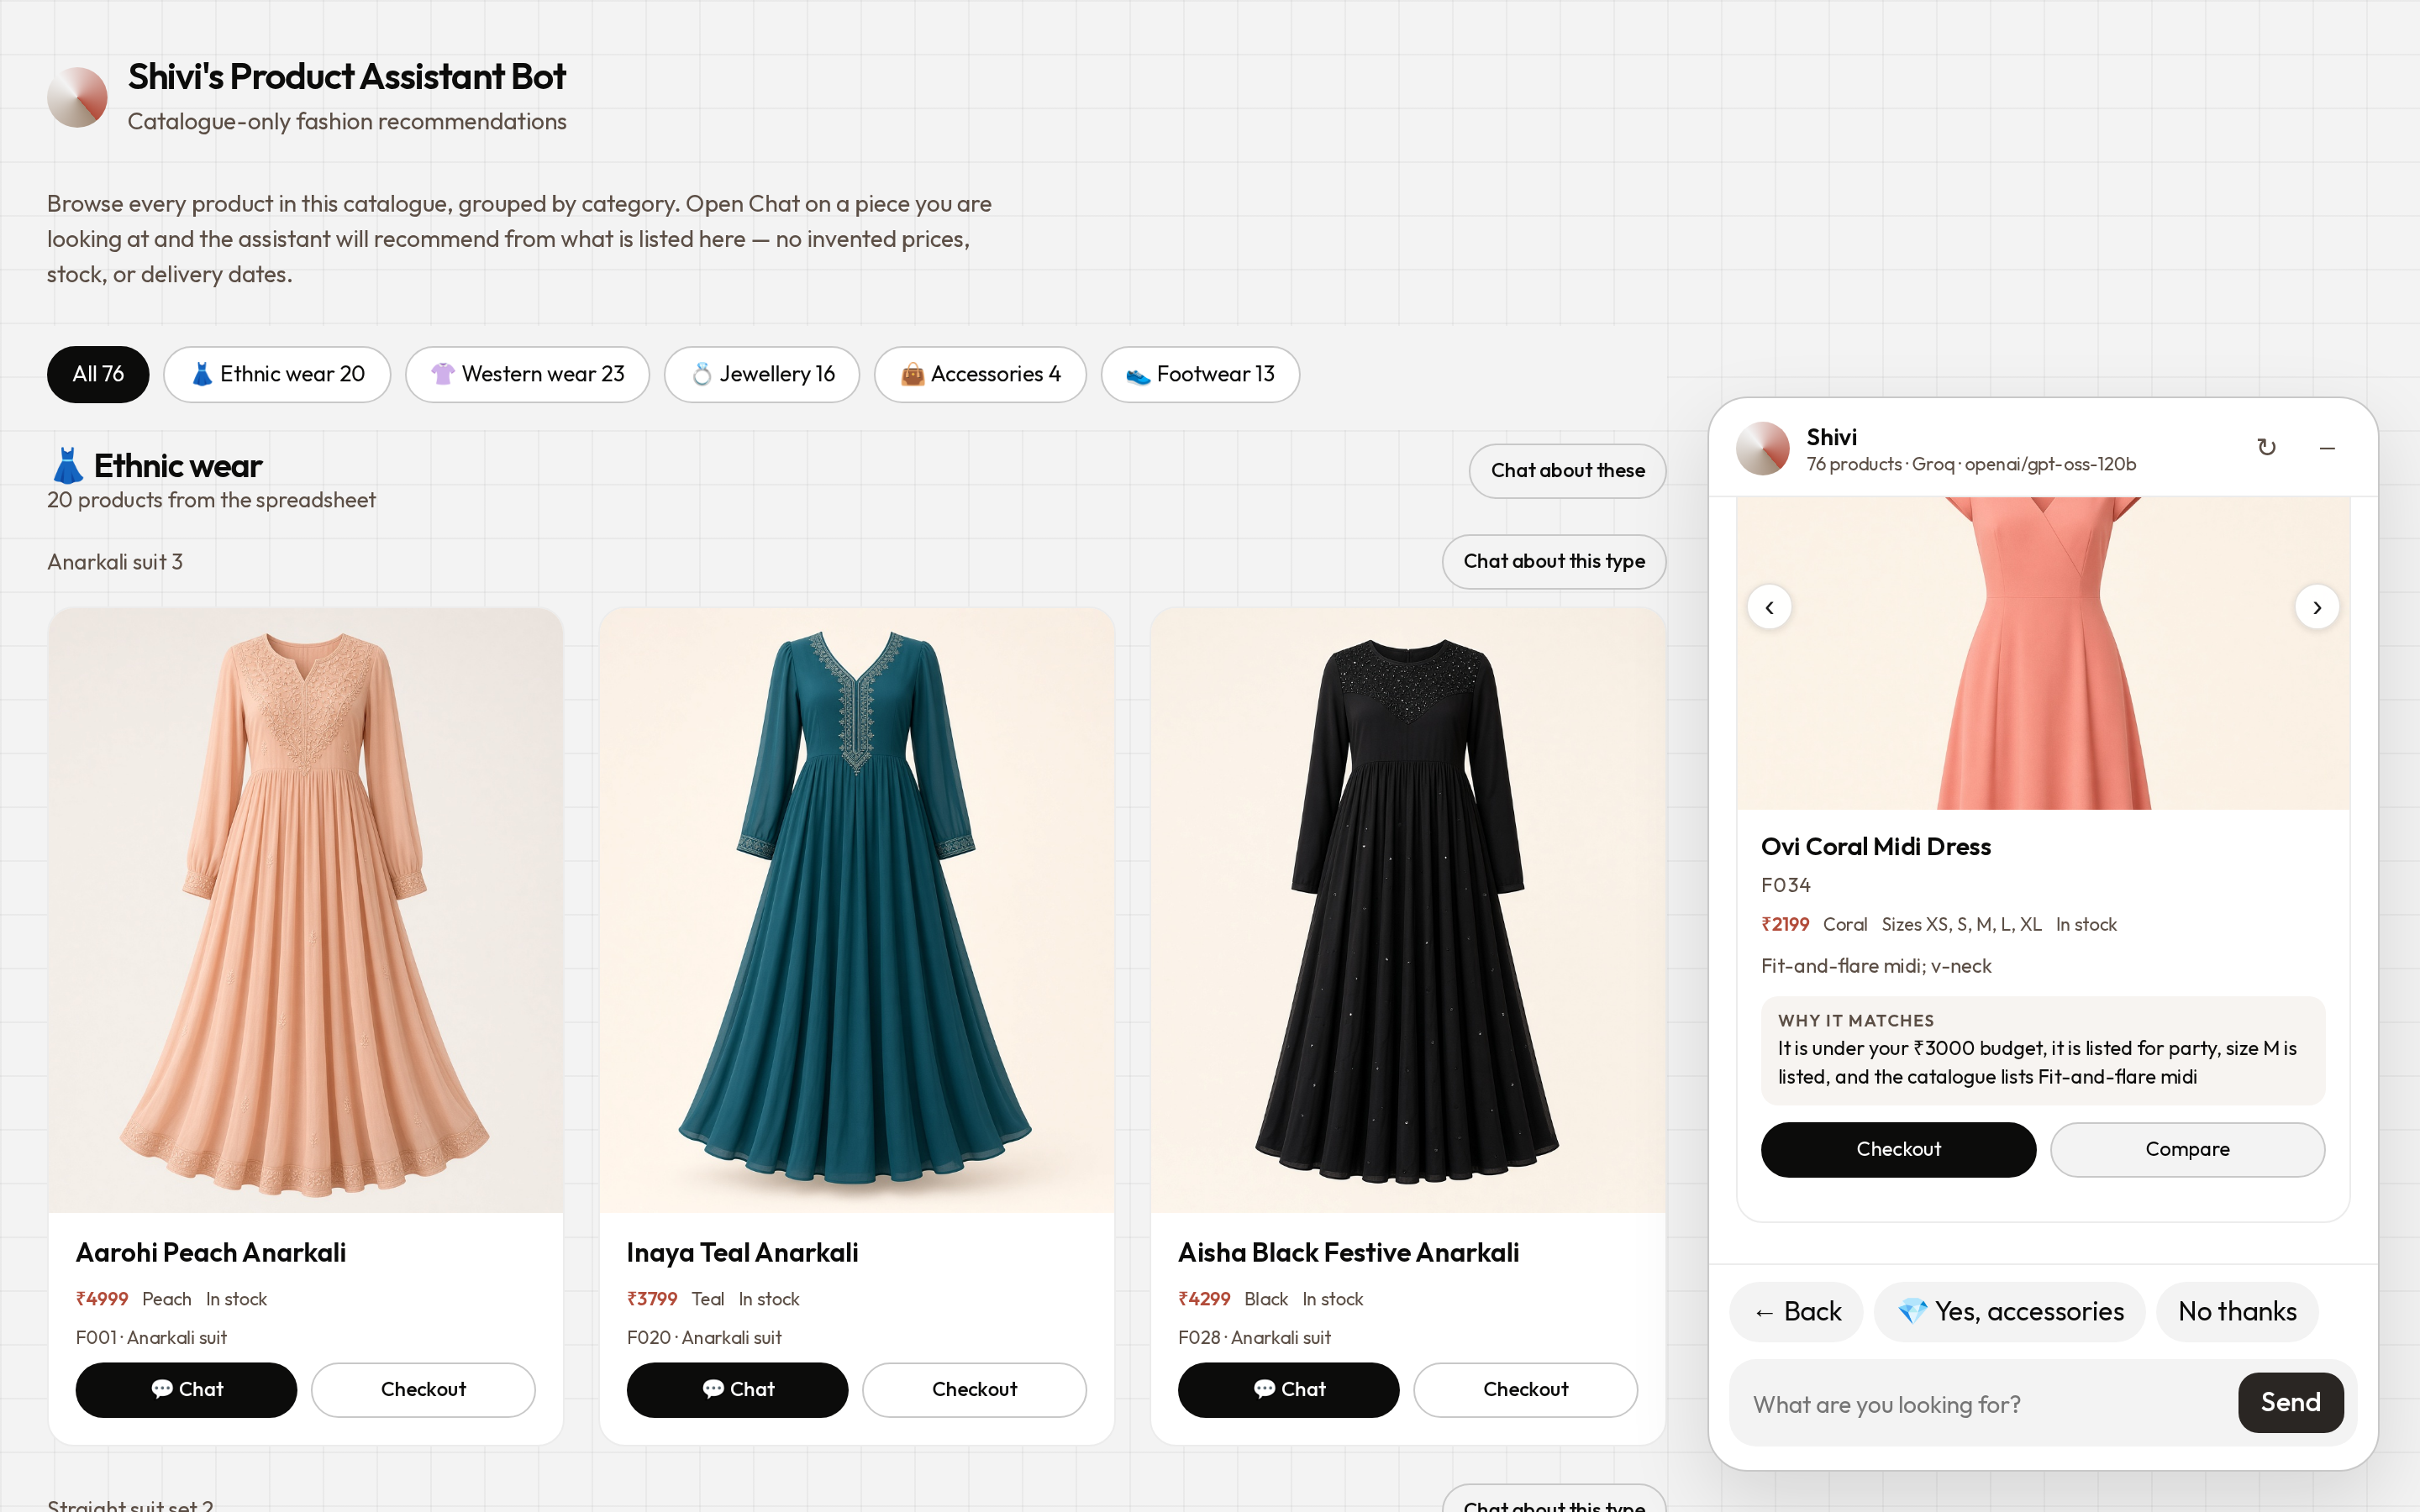 Shivi's Product Assistant Bot
Catalogue-only fashion recommendations
Browse every product in this catalogue, grouped by category. Open Chat on a piece you are
looking at and the assistant will recommend from what is listed here — no invented prices,
stock, or delivery dates.
All 76
👗 Ethnic wear 20
👚 Western wear 23
💍 Jewellery 16
👜 Accessories 4
👟 Footwear 13
👗 Ethnic wear
20 products from the spreadsheet
Chat about these
Anarkali suit 3
Chat about this type
Aarohi Peach Anarkali
₹4999 Peach In stock
F001 · Anarkali suit
💬 Chat
Checkout
Inaya Teal Anarkali
₹3799 Teal In stock
F020 · Anarkali suit
💬 Chat
Checkout
Aisha Black Festive Anarkali
₹4299 Black In stock
F028 · Anarkali suit
💬 Chat
Checkout
Straight suit set 2
Chat about this type
Shivi
76 products · Groq · openai/gpt-oss-120b
↻
–
‹
›
Ovi Coral Midi Dress
F034
₹2199 Coral Sizes XS, S, M, L, XL In stock
Fit-and-flare midi; v-neck
WHY IT MATCHES
It is under your ₹3000 budget, it is listed for party, size M is
listed, and the catalogue lists Fit-and-flare midi
Checkout
Compare
← Back
💎 Yes, accessories
No thanks
What are you looking for?
Send